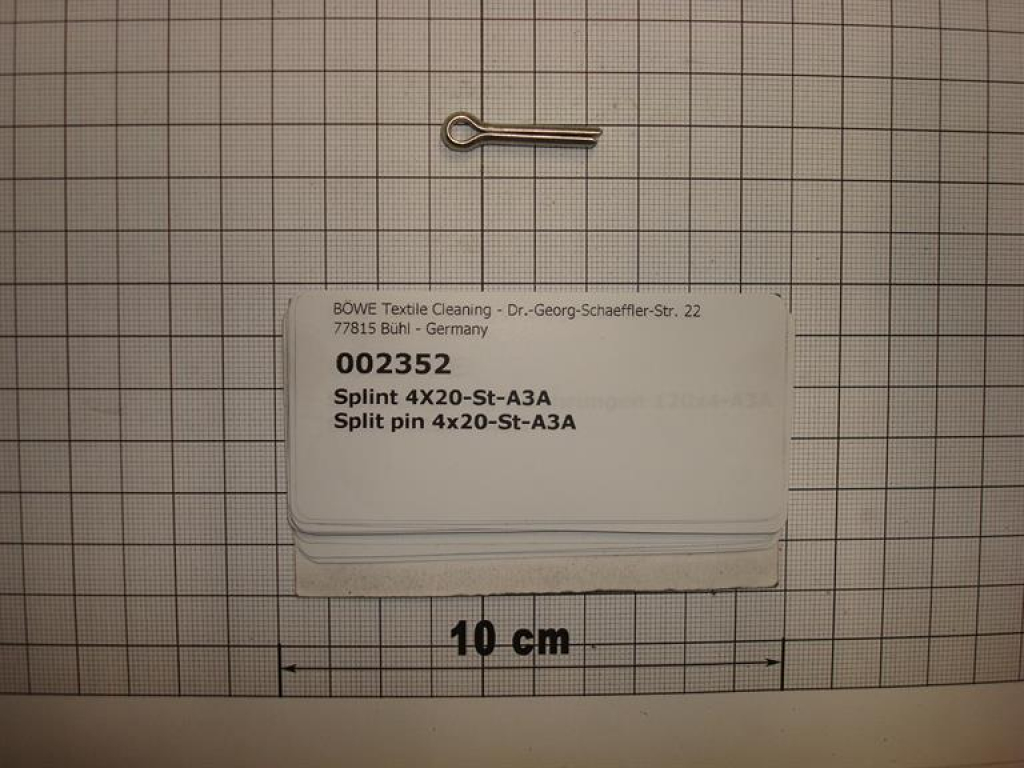 BÖWE Textile Cleaning - Dr.-Georg-Schaeffler-Str. 22
77815 Bühl - Germany
002352
Splint 4X20-St-A3A
Split pin 4x20-St-A3A
10 cm